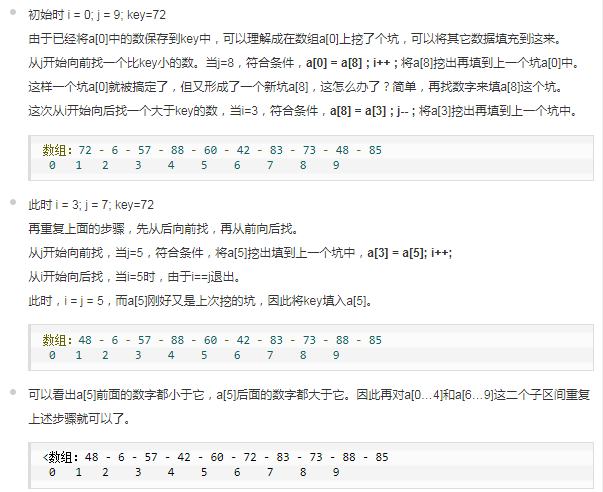 初始时 i = 0; j = 9; key=72
由于已经将a[0]中的数保存到key中，可以理解成在数组a[0]上挖了个坑，可以将其它数据填充到这来。
从j开始向前找一个比key小的数。当j=8，符合条件，a[0] = a[8] ; i++ ; 将a[8]挖出再填到上一个坑a[0]中。
这样一个坑a[0]就被搞定了，但又形成了一个新坑a[8]，这怎么办了？简单，再找数字来填a[8]这个坑。
这次从i开始向后找一个大于key的数，当i=3，符合条件，a[8] = a[3] ; j-- ; 将a[3]挖出再填到上一个坑中。
数组：72 - 6 - 57 - 88 - 60 - 42 - 83 - 73 - 48 - 85
0 1 2 3 4 5 6 7 8 9
此时 i = 3; j = 7; key=72
再重复上面的步骤，先从后向前找，再从前向后找。
从j开始向前找，当j=5，符合条件，将a[5]挖出填到上一个坑中，a[3] = a[5]; i++;
从i开始向后找，当i=5时，由于i==j退出。
此时，i = j = 5，而a[5]刚好又是上次挖的坑，因此将key填入a[5]。
数组：48 - 6 - 57 - 88 - 60 - 42 - 83 - 73 - 88 - 85
0 1 2 3 4 5 6 7 8 9
可以看出a[5]前面的数字都小于它，a[5]后面的数字都大于它。因此再对a[0…4]和a[6…9]这二个子区间重复
上述步骤就可以了。
<数组：48 - 6 - 57 - 42 - 60 - 72 - 83 - 73 - 88 - 85
0 1 2 3 4 5 6 7 8 9